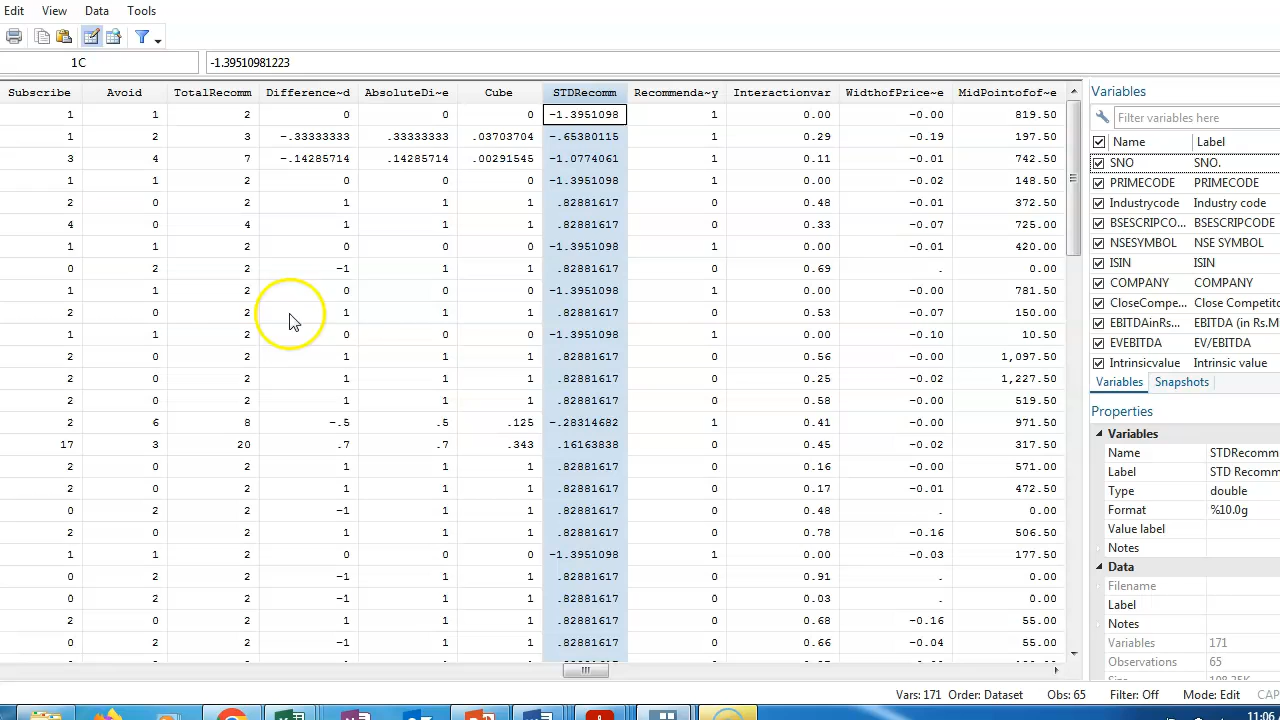 Edit View Data Tools
1C -1.39510981223
Subscribe Avoid TotalRecomm Difference~d AbsoluteDi~e Cube STDRecomm Recommenda~y Interactionvar WidthofPrice~e MidPointofof~e
1 1 2 0 0 0 -1.3951098 1 0.00 -0.00 819.50
1 2 3 -.33333333 .33333333 .03703704 -.65380115 1 0.29 -0.19 197.50
3 4 7 -.14285714 .14285714 .00291545 -1.0774061 1 0.11 -0.01 742.50
1 1 2 0 0 0 -1.3951098 1 0.00 -0.02 148.50
2 0 2 1 1 1 .82881617 0 0.48 -0.01 372.50
4 0 4 1 1 1 .82881617 0 0.33 -0.07 725.00
1 1 2 0 0 0 -1.3951098 1 0.00 -0.01 420.00
0 2 2 -1 1 1 .82881617 0 0.69 . 0.00
1 1 2 0 0 0 -1.3951098 1 0.00 -0.00 781.50
2 0 2 1 1 1 .82881617 0 0.53 -0.07 150.00
1 1 2 0 0 0 -1.3951098 1 0.00 -0.10 10.50
2 0 2 1 1 1 .82881617 0 0.56 -0.00 1,097.50
2 0 2 1 1 1 .82881617 0 0.25 -0.02 1,227.50
2 0 2 1 1 1 .82881617 0 0.58 -0.00 519.50
2 6 8 -.5 .5 .125 -.28314682 1 0.41 -0.00 971.50
17 3 20 .7 .7 .343 .16163838 0 0.45 -0.02 317.50
2 0 2 1 1 1 .82881617 0 0.16 -0.00 571.00
2 0 2 1 1 1 .82881617 0 0.17 -0.01 472.50
0 2 2 -1 1 1 .82881617 0 0.48 . 0.00
2 0 2 1 1 1 .82881617 0 0.78 -0.16 506.50
1 1 2 0 0 0 -1.3951098 1 0.00 -0.03 177.50
0 2 2 -1 1 1 .82881617 0 0.91 . 0.00
0 2 2 -1 1 1 .82881617 0 0.03 . 0.00
2 0 2 1 1 1 .82881617 0 0.68 -0.16 55.00
0 2 2 -1 1 1 .82881617 0 0.66 -0.04 55.00
Variables
Filter variables here
Name Label
SNO SNO.
PRIMECODE PRIMECODE
Industrycode Industry code
BSESCRIPCO... BSESCRIPCODE
NSESYMBOL NSE SYMBOL
ISIN ISIN
COMPANY COMPANY
CloseCompe... Close Competito
EBITDAinRs... EBITDA (in Rs.M
EVEBITDA EV/EBITDA
Intrinsicvalue Intrinsic value
Variables Snapshots
Properties
Variables
Name STDRecomm
Label STD Recomm
Type double
Format %10.0g
Value label
Notes
Data
Filename
Label
Notes
Variables 171
Observations 65
Vars: 171 Order: Dataset Obs: 65 Filter: Off Mode: Edit CAP
11:06